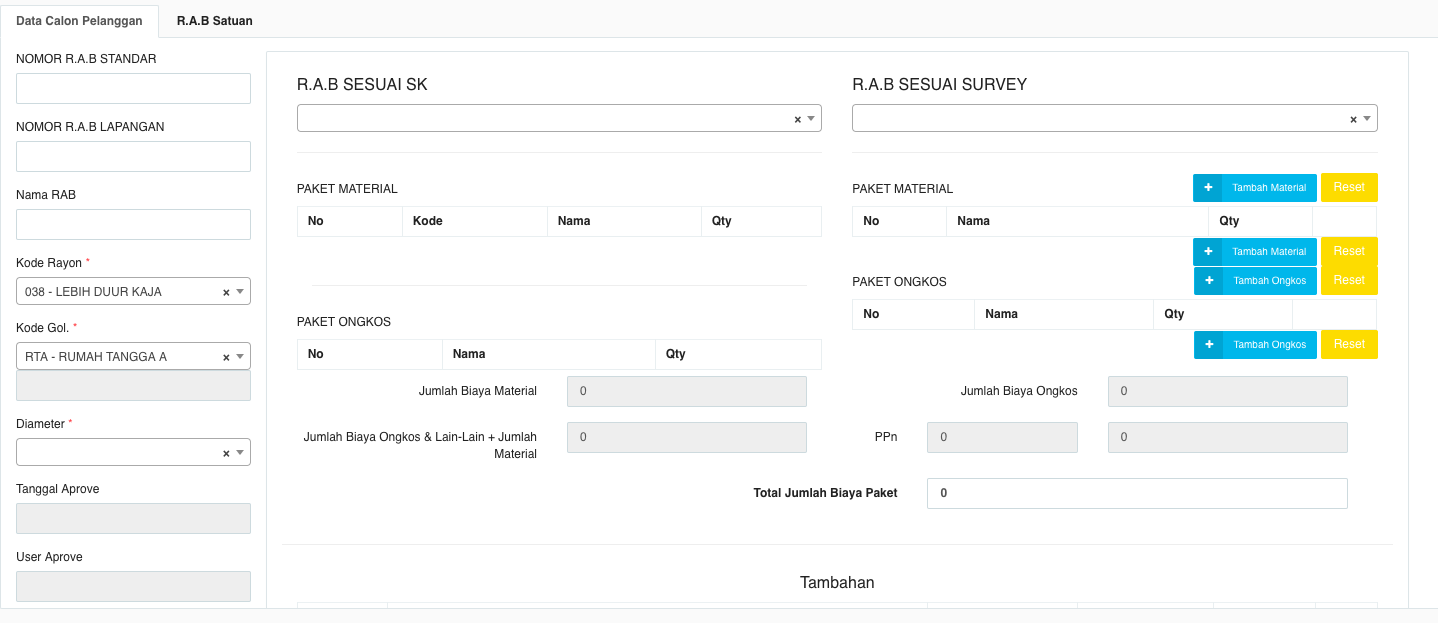 Data Calon Pelanggan
R.A.B Satuan
NOMOR R.A.B STANDAR
NOMOR R.A.B LAPANGAN
Nama RAB
Kode Rayon *
038 - LEBIH DUUR KAJA ×
Kode Gol. *
RTA - RUMAH TANGGA A ×
Diameter *
×
Tanggal Aprove
User Aprove
R.A.B SESUAI SK
×
PAKET MATERIAL
No Kode Nama Qty
PAKET ONGKOS
No Nama Qty
R.A.B SESUAI SURVEY
×
PAKET MATERIAL
+ Tambah Material Reset
No Nama Qty
+ Tambah Material Reset
PAKET ONGKOS
+ Tambah Ongkos Reset
No Nama Qty
+ Tambah Ongkos Reset
Jumlah Biaya Material 0
Jumlah Biaya Ongkos 0
Jumlah Biaya Ongkos & Lain-Lain + Jumlah
Material
0
PPn 0 0
Total Jumlah Biaya Paket 0
Tambahan